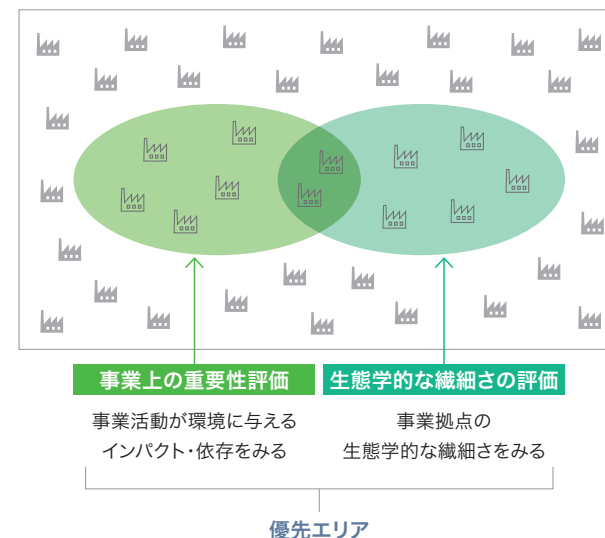 事業上の重要性評価
生態学的な繊細さの評価
事業活動が環境に与える
インパクト・依存をみる
事業拠点の
生態学的な繊細さをみる
優先エリア